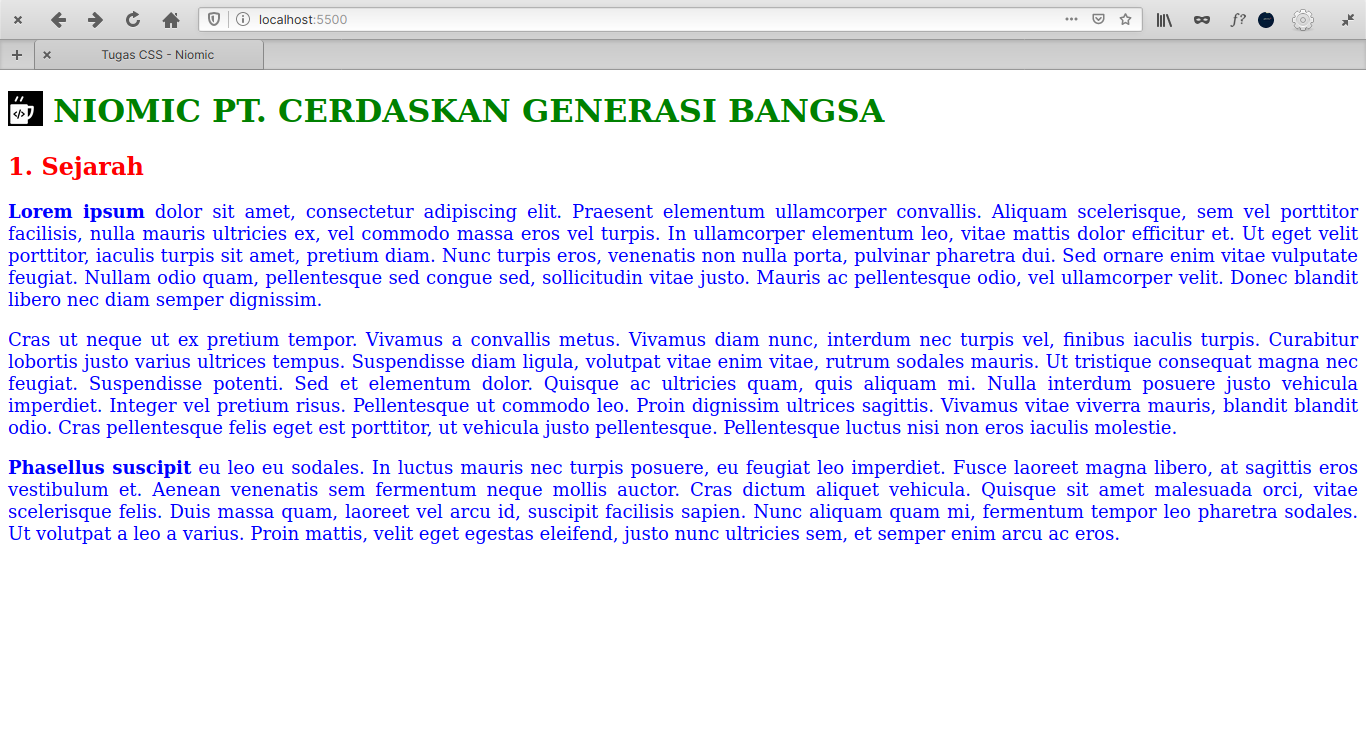 localhost:5500
f?
Tugas CSS - Niomic
</> NIOMIC PT. CERDASKAN GENERASI BANGSA
1. Sejarah
Lorem ipsum dolor sit amet, consectetur adipiscing elit. Praesent elementum ullamcorper convallis. Aliquam scelerisque, sem vel porttitor
facilisis, nulla mauris ultricies ex, vel commodo massa eros vel turpis. In ullamcorper elementum leo, vitae mattis dolor efficitur et. Ut eget velit
porttitor, iaculis turpis sit amet, pretium diam. Nunc turpis eros, venenatis non nulla porta, pulvinar pharetra dui. Sed ornare enim vitae vulputate
feugiat. Nullam odio quam, pellentesque sed congue sed, sollicitudin vitae justo. Mauris ac pellentesque odio, vel ullamcorper velit. Donec blandit
libero nec diam semper dignissim.
Cras ut neque ut ex pretium tempor. Vivamus a convallis metus. Vivamus diam nunc, interdum nec turpis vel, finibus iaculis turpis. Curabitur
lobortis justo varius ultrices tempus. Suspendisse diam ligula, volutpat vitae enim vitae, rutrum sodales mauris. Ut tristique consequat magna nec
feugiat. Suspendisse potenti. Sed et elementum dolor. Quisque ac ultricies quam, quis aliquam mi. Nulla interdum posuere justo vehicula
imperdiet. Integer vel pretium risus. Pellentesque ut commodo leo. Proin dignissim ultrices sagittis. Vivamus vitae viverra mauris, blandit blandit
odio. Cras pellentesque felis eget est porttitor, ut vehicula justo pellentesque. Pellentesque luctus nisi non eros iaculis molestie.
Phasellus suscipit eu leo eu sodales. In luctus mauris nec turpis posuere, eu feugiat leo imperdiet. Fusce laoreet magna libero, at sagittis eros
vestibulum et. Aenean venenatis sem fermentum neque mollis auctor. Cras dictum aliquet vehicula. Quisque sit amet malesuada orci, vitae
scelerisque felis. Duis massa quam, laoreet vel arcu id, suscipit facilisis sapien. Nunc aliquam quam mi, fermentum tempor leo pharetra sodales.
Ut volutpat a leo a varius. Proin mattis, velit eget egestas eleifend, justo nunc ultricies sem, et semper enim arcu ac eros.